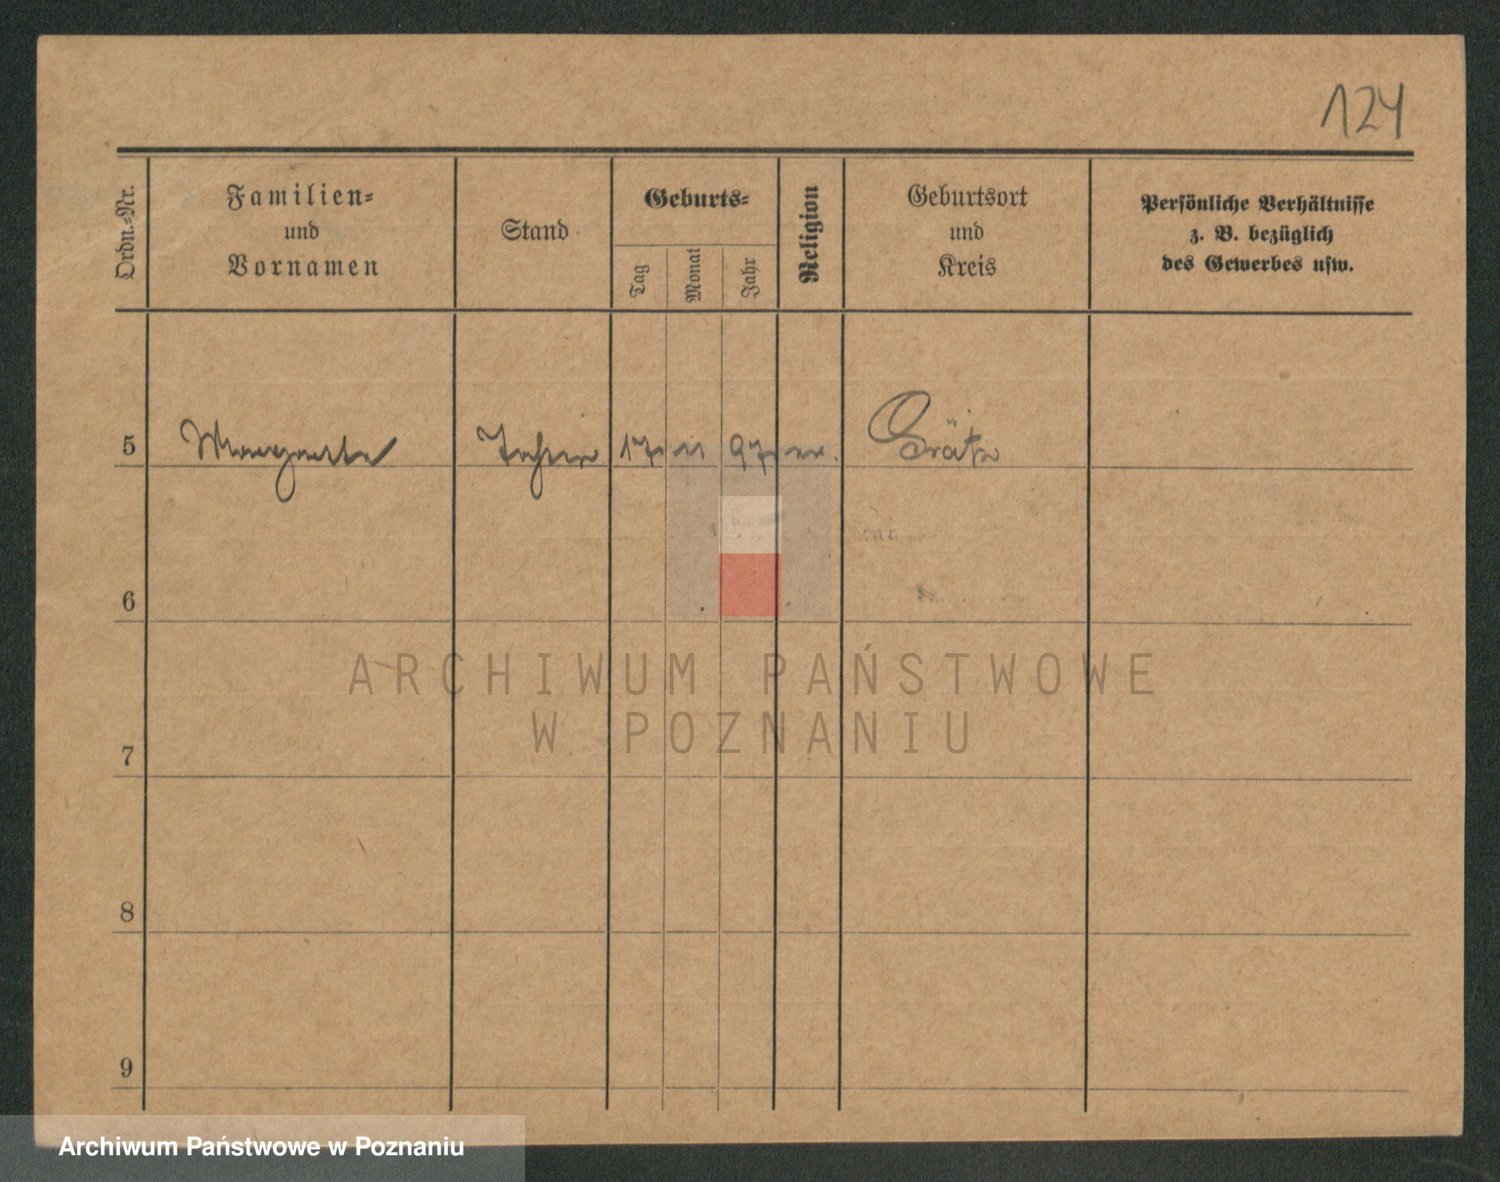 124
Ordn.-Nr.
Familien-
und
Vornamen
Stand
Geburts-
Tag
Monat
Jahr
Religion
Geburtsort
und
Kreis
Persönliche Verhältnisse
z. B. bezüglich
des Gewerbes usw.
5 Margarete Tochter 17 11 97 ev. Grätz
6
7
8
9
ARCHIWUM PAŃSTWOWE
W POZNANIU
Archiwum Państwowe w Poznaniu